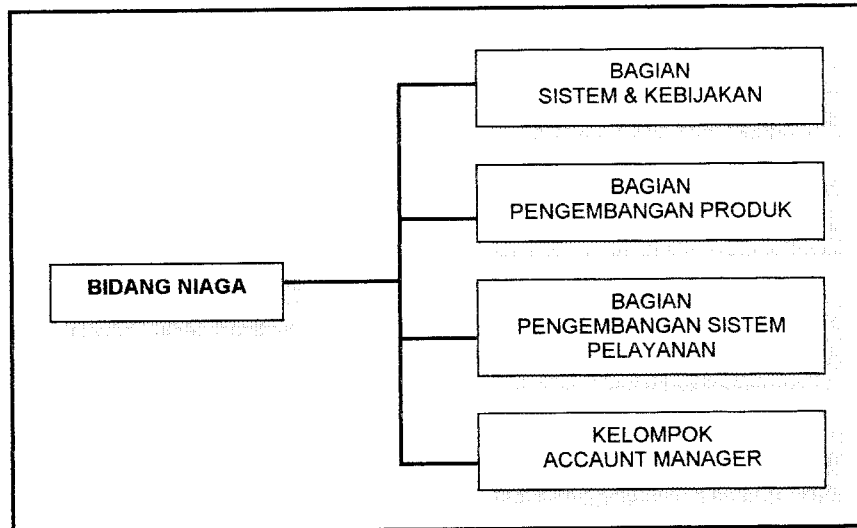 BAGIAN
SISTEM & KEBIJAKAN
BAGIAN
PENGEMBANGAN PRODUK
BIDANG NIAGA
BAGIAN
PENGEMBANGAN SISTEM
PELAYANAN
KELOMPOK
ACCAUNT MANAGER